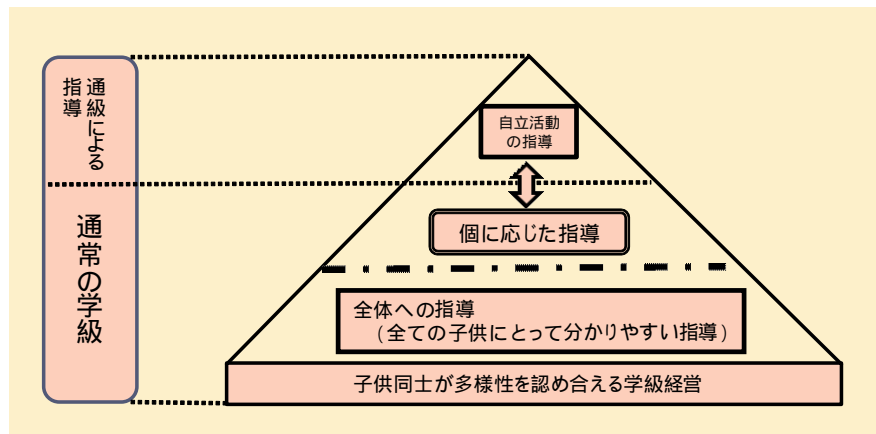 通級による
指導
通常の学級
自立活動
の指導
個に応じた指導
全体への指導
（全ての子供にとって分かりやすい指導）
子供同士が多様性を認め合える学級経営